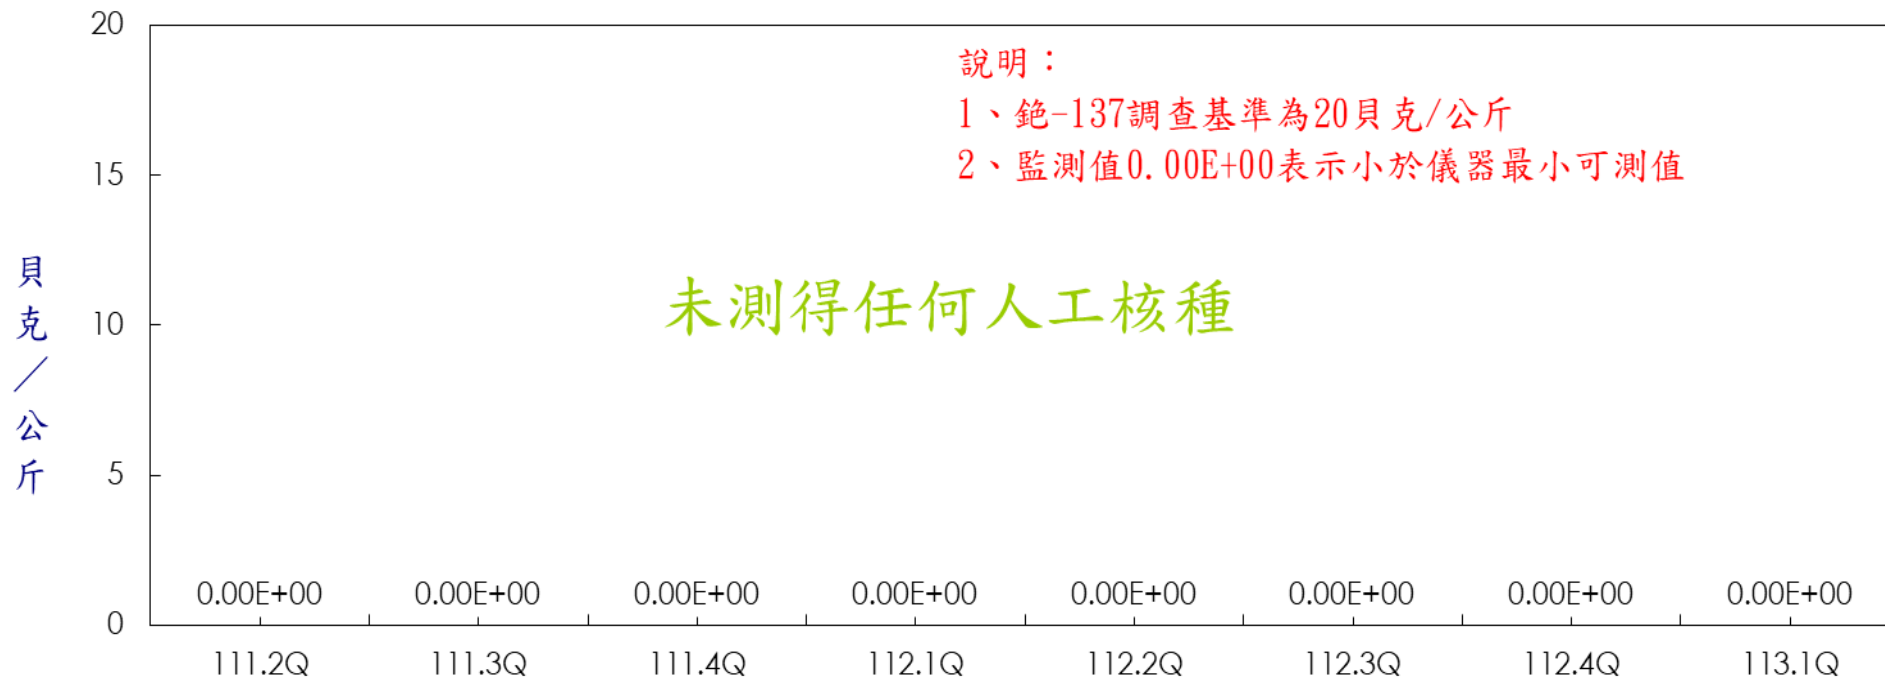 20
說明：
1、銫-137調查基準為20貝克/公斤
2、監測值0.00E+00表示小於儀器最小可測值
15
貝克／公斤
未測得任何人工核種
10
5
0.00E+00 0.00E+00 0.00E+00 0.00E+00 0.00E+00 0.00E+00 0.00E+00 0.00E+00
0
111.2Q 111.3Q 111.4Q 112.1Q 112.2Q 112.3Q 112.4Q 113.1Q